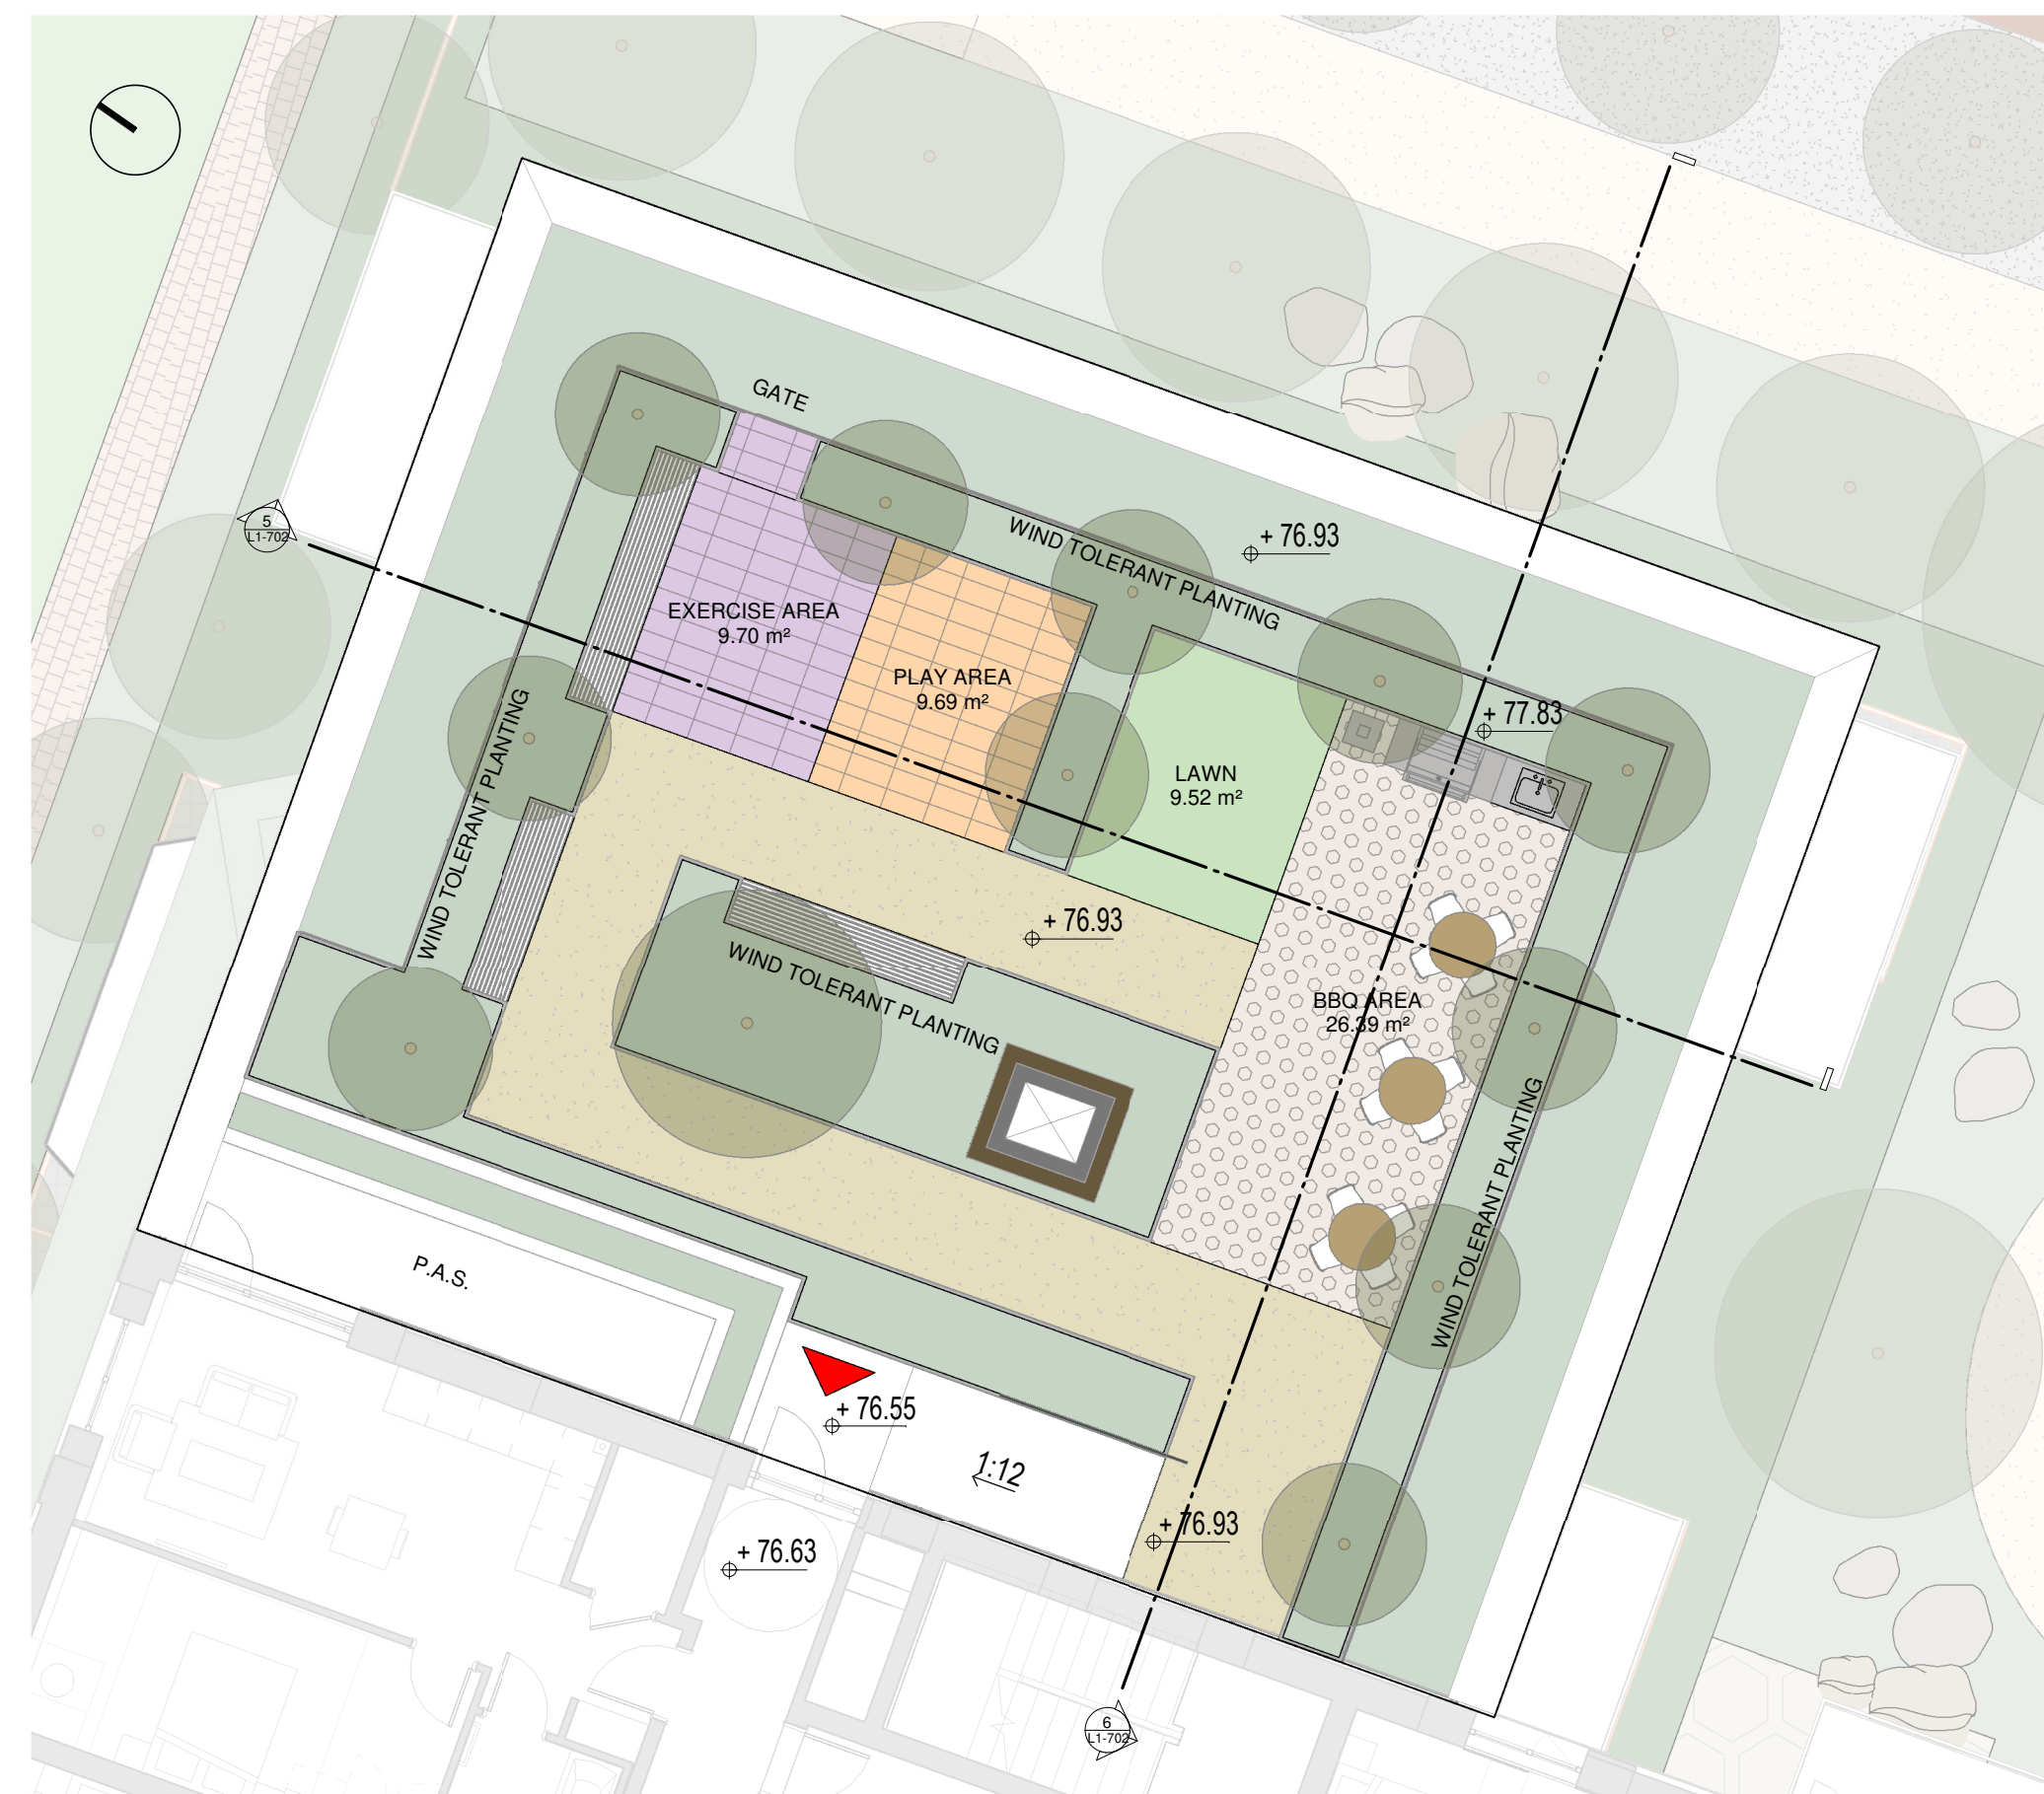 GATE
WIND TOLERANT PLANTING
+ 76.93
5
L1-702
EXERCISE AREA
9.70 m²
PLAY AREA
9.69 m²
+ 77.83
LAWN
9.52 m²
WIND TOLERANT PLANTING
+ 76.93
WIND TOLERANT PLANTING
BBQ AREA
26.39 m²
WIND TOLERANT PLANTING
P.A.S.
+ 76.55
1:12
+ 76.93
+ 76.63
6
L1-702